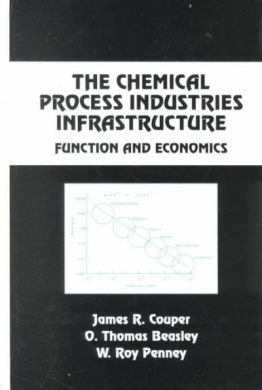 THE CHEMICAL
PROCESS INDUSTRIES
INFRASTRUCTURE
FUNCTION AND ECONOMICS
James R. Couper
O. Thomas Beasley
W. Roy Penney